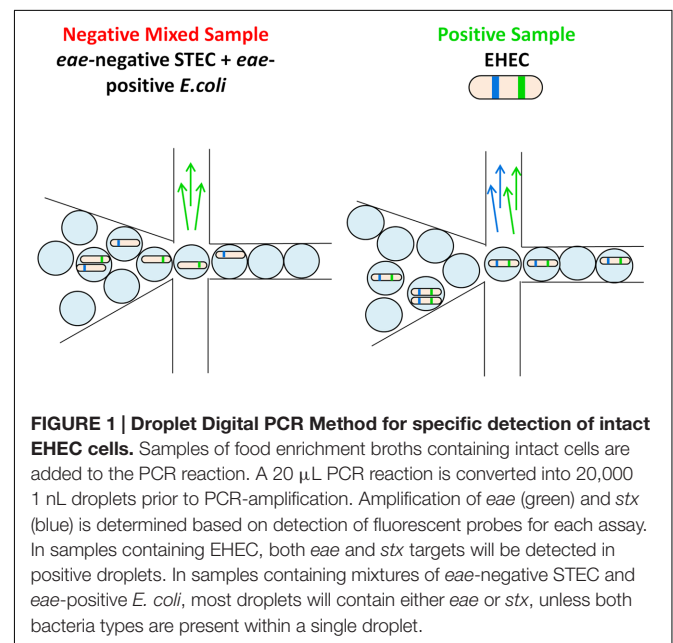 Negative Mixed Sample
eae-negative STEC + eae-
positive E.coli
Positive Sample
EHEC
FIGURE 1 | Droplet Digital PCR Method for specific detection of intact
EHEC cells. Samples of food enrichment broths containing intact cells are
added to the PCR reaction. A 20 μL PCR reaction is converted into 20,000
1 nL droplets prior to PCR-amplification. Amplification of eae (green) and stx
(blue) is determined based on detection of fluorescent probes for each assay.
In samples containing EHEC, both eae and stx targets will be detected in
positive droplets. In samples containing mixtures of eae-negative STEC and
eae-positive E. coli, most droplets will contain either eae or stx, unless both
bacteria types are present within a single droplet.